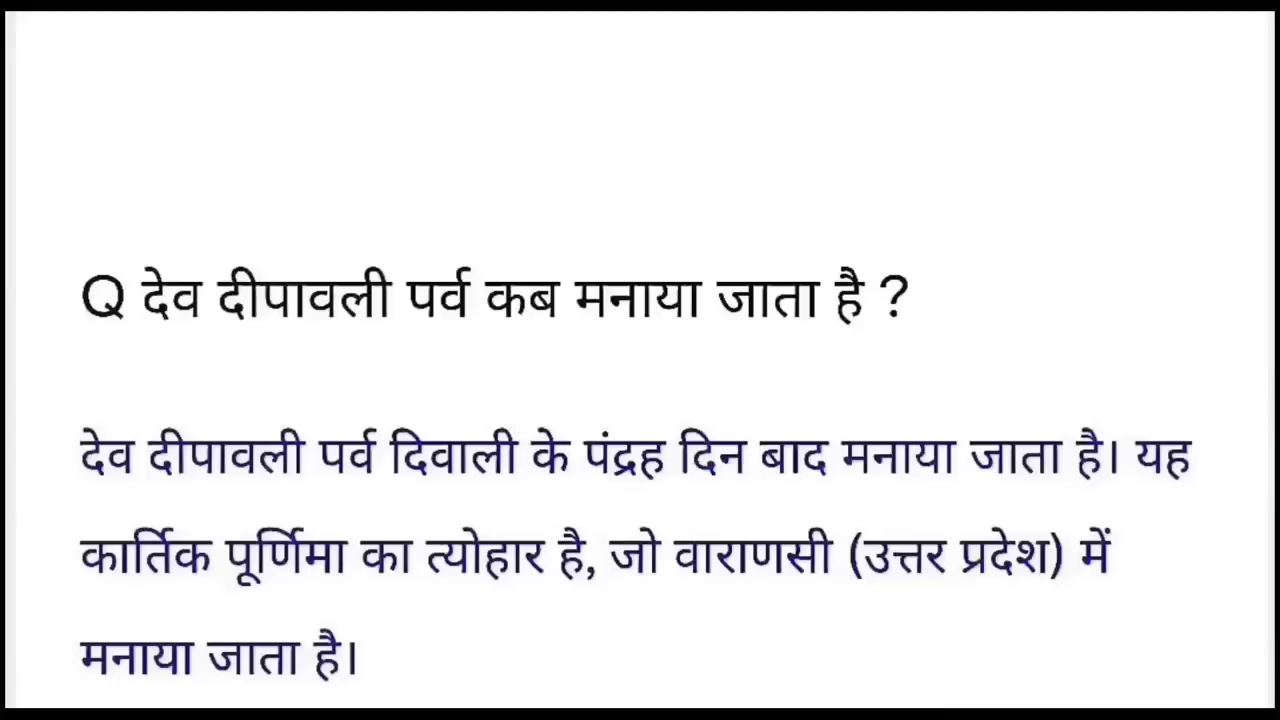 Q देव दीपावली पर्व कब मनाया जाता है ?
देव दीपावली पर्व दिवाली के पंद्रह दिन बाद मनाया जाता है। यह
कार्तिक पूर्णिमा का त्योहार है, जो वाराणसी (उत्तर प्रदेश) में
मनाया जाता है।